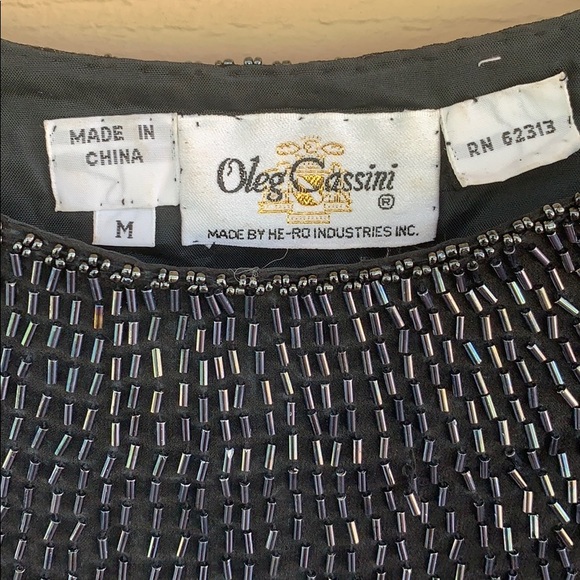 MADE IN
CHINA
M
Oleg Cassini
®
MADE BY HE-RO INDUSTRIES INC.
RN 62313